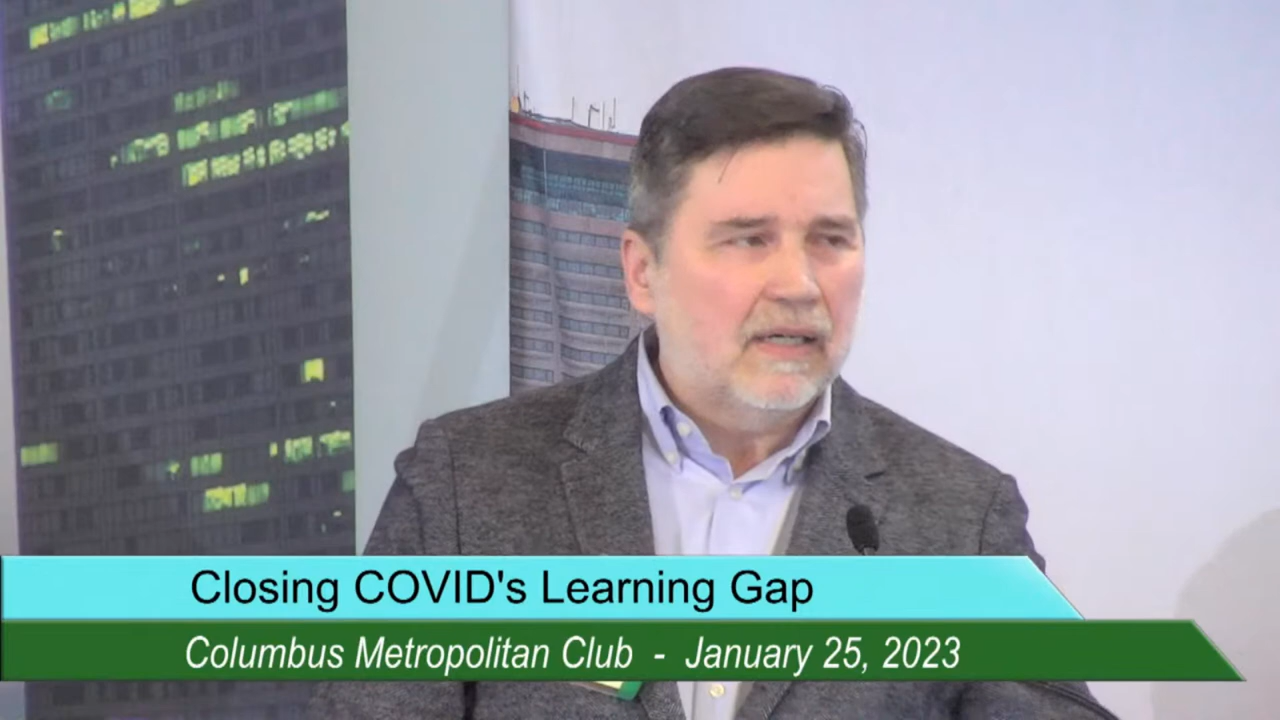 Closing COVID's Learning Gap
Columbus Metropolitan Club - January 25, 2023